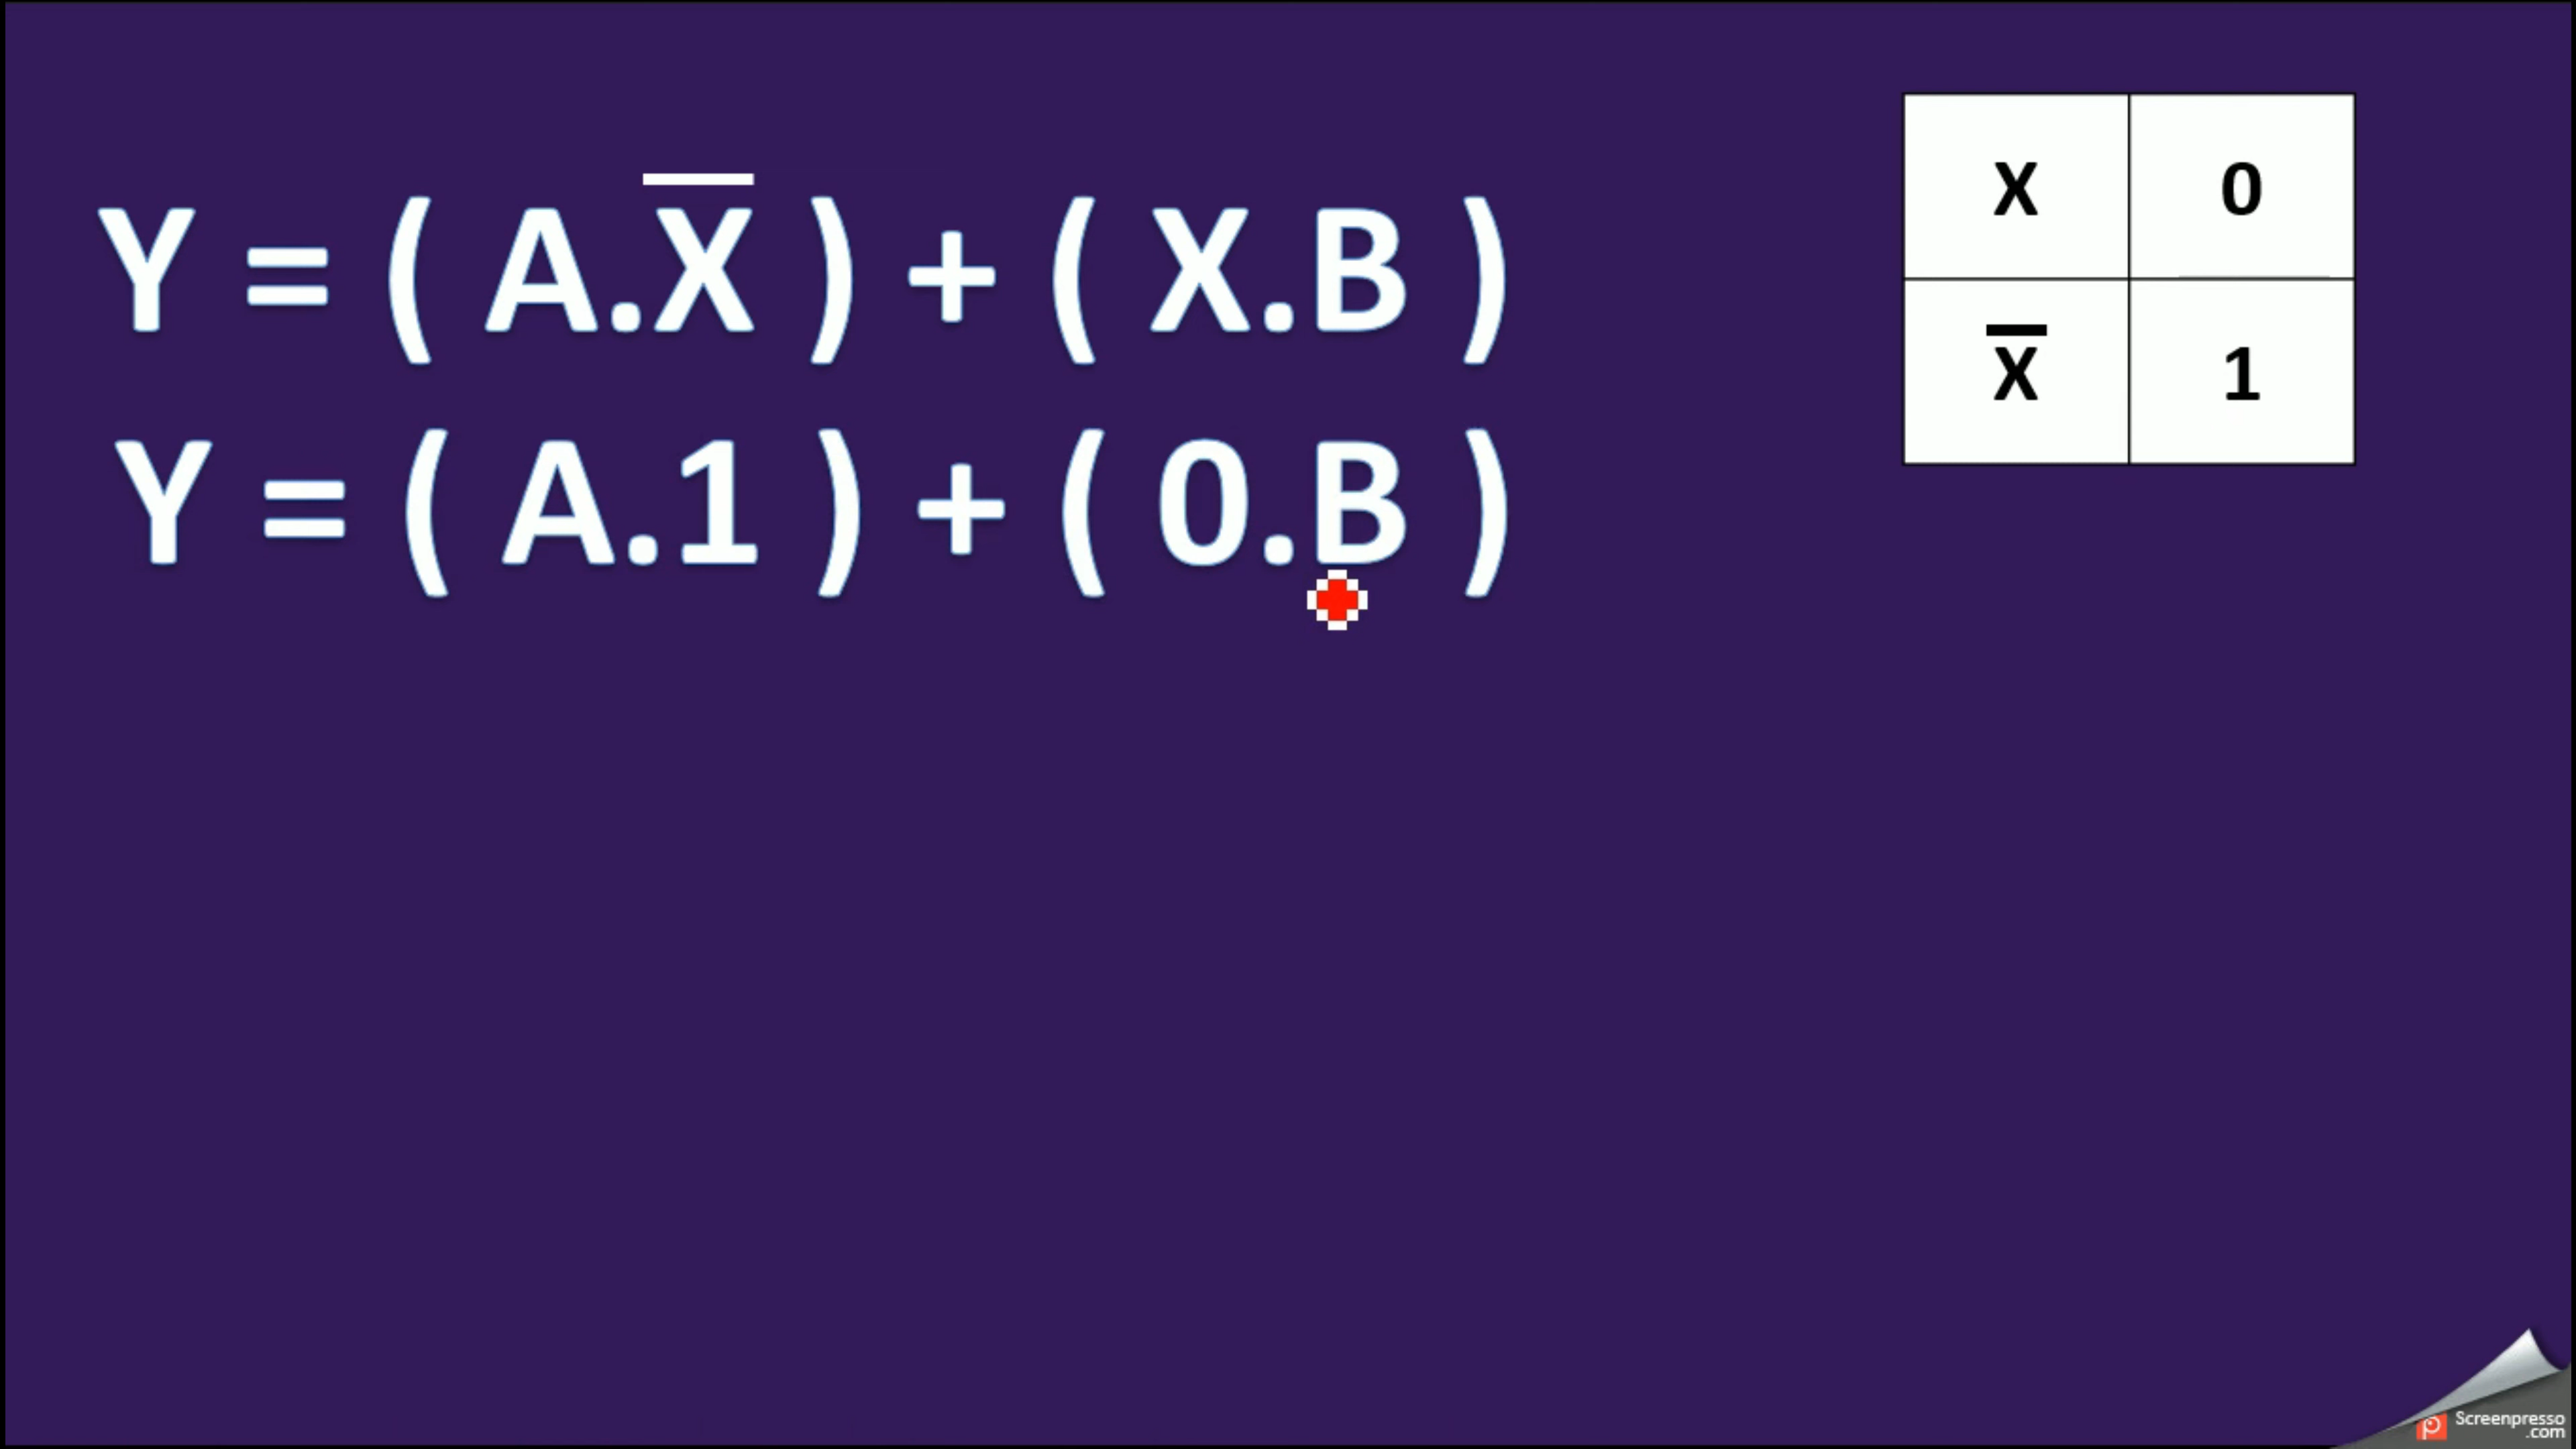 Y = ( A.X̅ ) + ( X.B )
Y = ( A.1 ) + ( 0.B )
X 0
X̅ 1
Screenpresso
.com